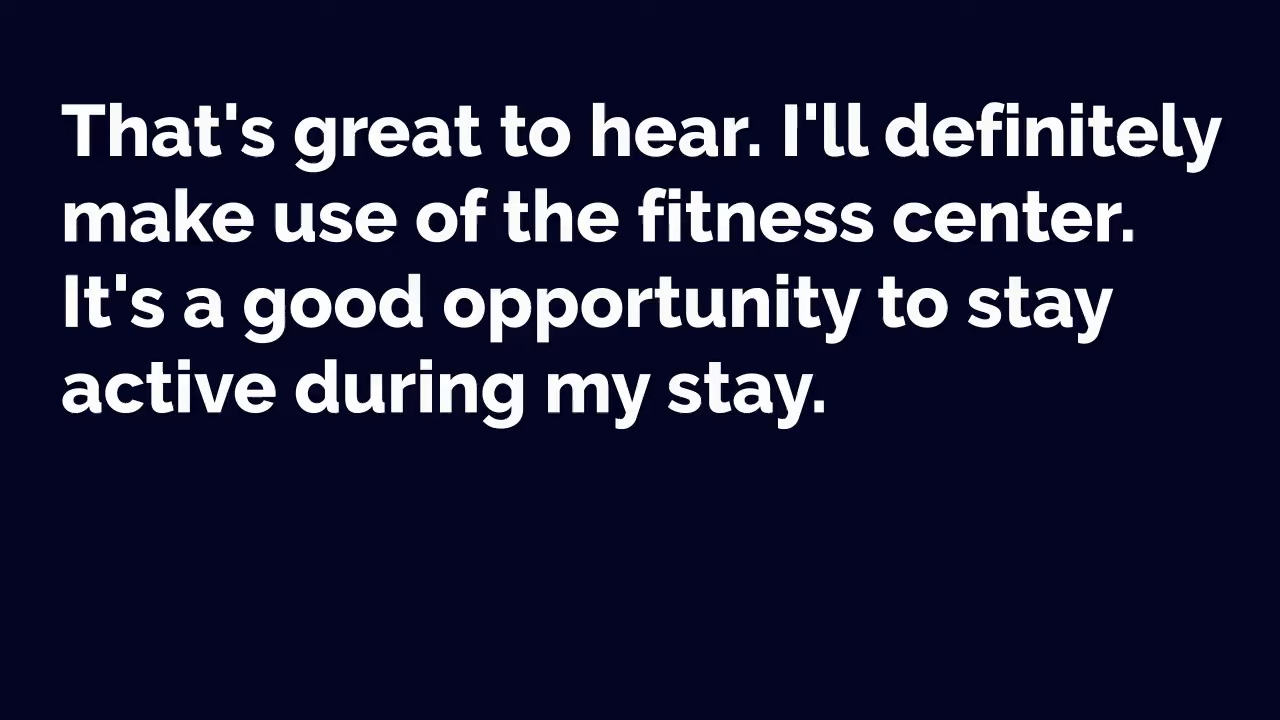 That's great to hear. I'll definitely
make use of the fitness center.
It's a good opportunity to stay
active during my stay.